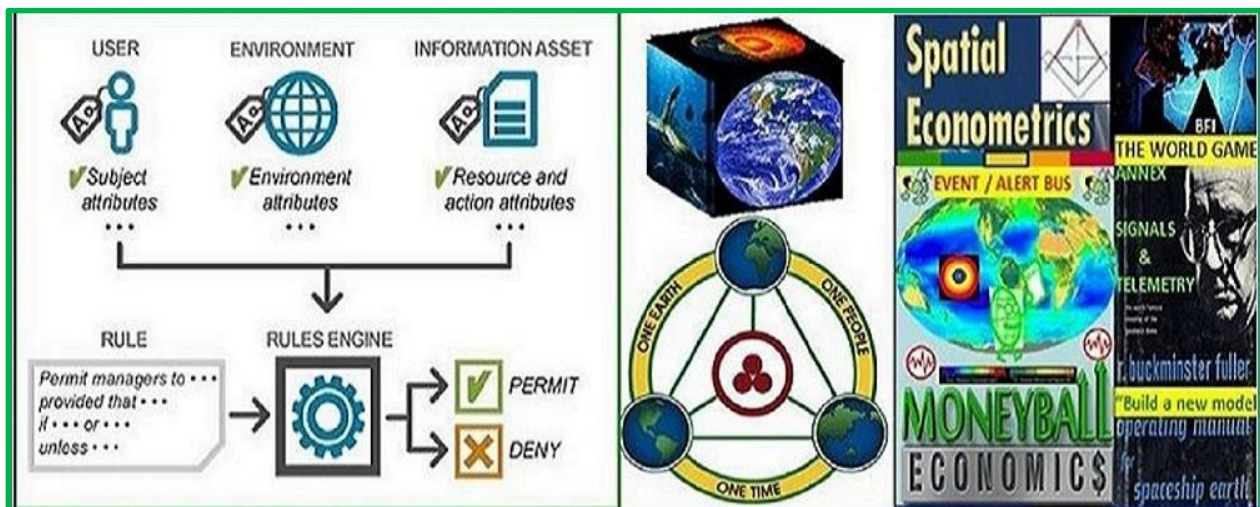 USER
ENVIRONMENT
INFORMATION ASSET
Subject
attributes
•••
Environment
attributes
•••
Resource and
action attributes
•••
RULE
Permit managers to •••
provided that •••
if ••• or •••
unless •••
RULES ENGINE
PERMIT
DENY
ONE EARTH
ONE PEOPLE
ONE TIME
Spatial
Econometrics
EVENT / ALERT BUS
MONEYBALL
ECONOMIC$
BFI
THE WORLD GAME
ANNEX
SIGNALS
&
TELEMETRY
r. buckminster fuller
"Build a new model
operating manual
for
spaceship earth